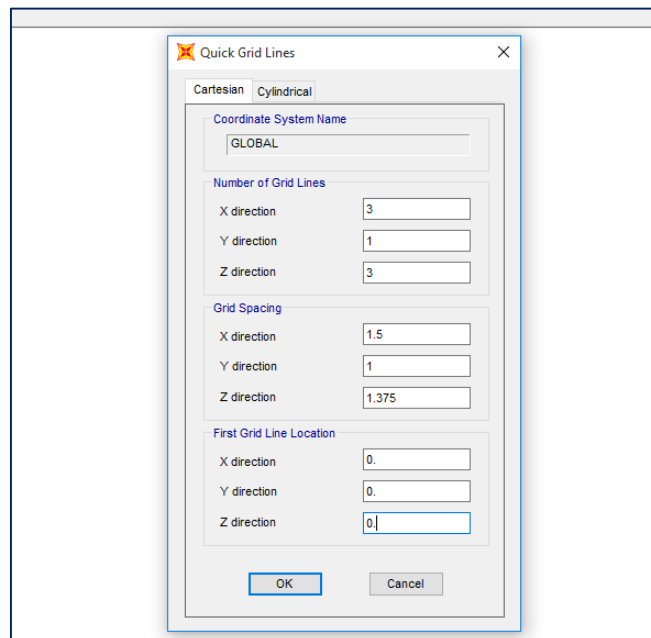 Quick Grid Lines
Cartesian Cylindrical
Coordinate System Name
GLOBAL
Number of Grid Lines
X direction 3
Y direction 1
Z direction 3
Grid Spacing
X direction 1.5
Y direction 1
Z direction 1.375
First Grid Line Location
X direction 0.
Y direction 0.
Z direction 0.
OK Cancel